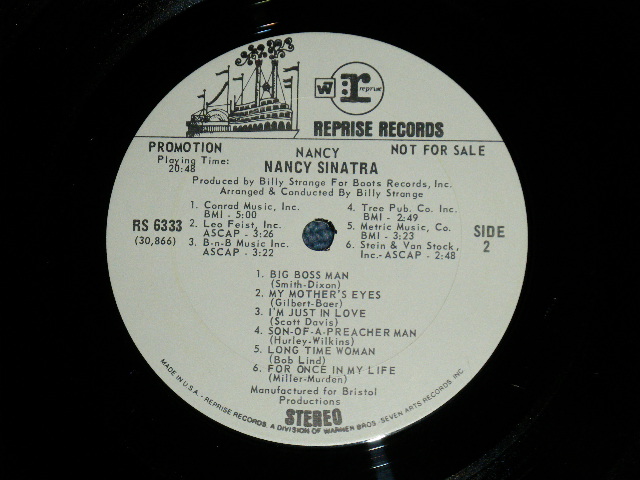 W7
r reprise
REPRISE RECORDS
PROMOTION
NANCY
NOT FOR SALE
Playing Time:
20:48
NANCY SINATRA
Produced by Billy Strange For Boots Records, Inc.
Arranged & Conducted By Billy Strange
RS 6333
(30,866)
1. Conrad Music, Inc.
BMI - 5:00
2. Leo Feist, Inc.
ASCAP - 3:26
3. B-n-B Music Inc.
ASCAP - 3:22
4. Tree Pub. Co. Inc.
BMI - 2:49
5. Metric Music, Co.
BMI - 3:23
6. Stein & Van Stock,
Inc.- ASCAP - 2:48
SIDE
2
1. BIG BOSS MAN
(Smith-Dixon)
2. MY MOTHER'S EYES
(Gilbert-Baer)
3. I'M JUST IN LOVE
(Scott Davis)
4. SON-OF-A-PREACHER MAN
(Hurley-Wilkins)
5. LONG TIME WOMAN
(Bob Lind)
6. FOR ONCE IN MY LIFE
(Miller-Murden)
Manufactured for Bristol
Productions
STEREO
MADE IN U.S.A. - REPRISE RECORDS, A DIVISION OF WARNER BROS.-SEVEN ARTS RECORDS, INC.